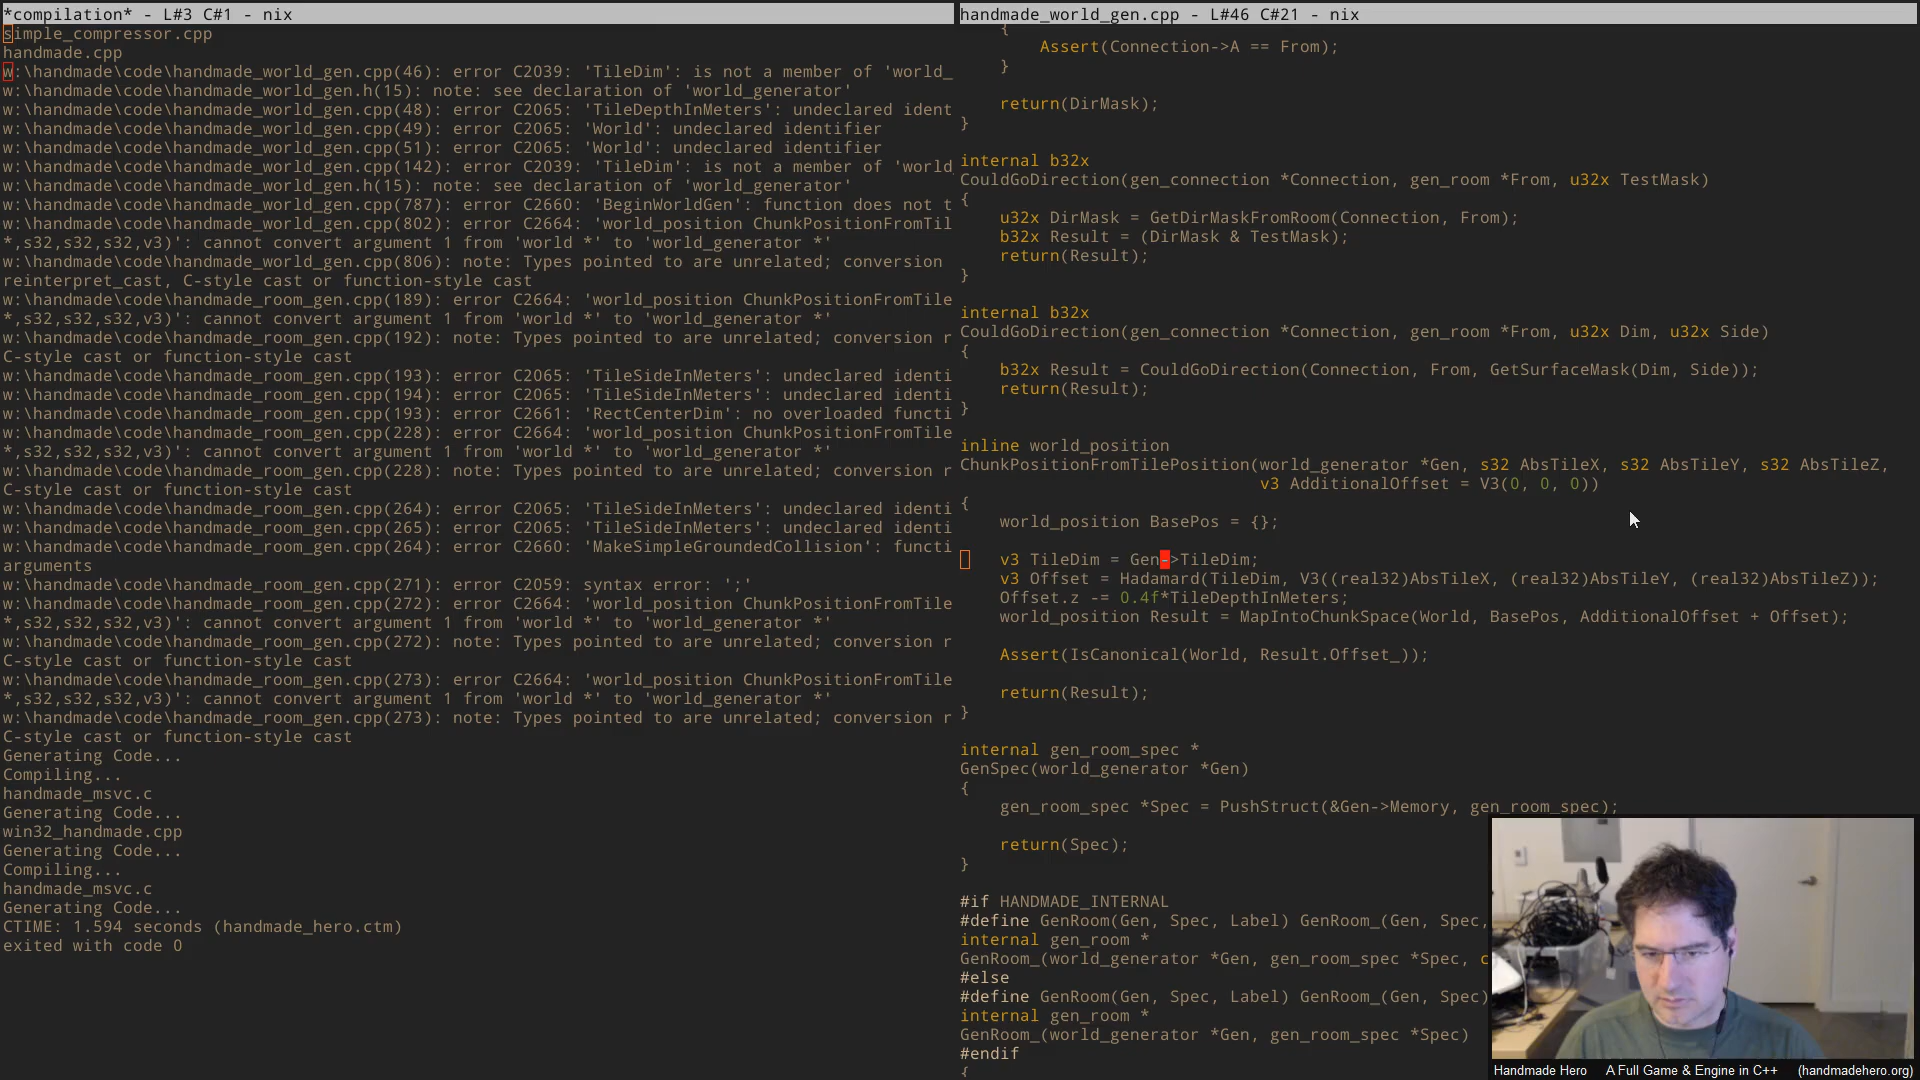 *compilation* - L#3 C#1 - nix
simple_compressor.cpp
handmade.cpp
w:\handmade\code\handmade_world_gen.cpp(46): error C2039: 'TileDim': is not a member of 'world_
w:\handmade\code\handmade_world_gen.h(15): note: see declaration of 'world_generator'
w:\handmade\code\handmade_world_gen.cpp(48): error C2065: 'TileDepthInMeters': undeclared ident
w:\handmade\code\handmade_world_gen.cpp(49): error C2065: 'World': undeclared identifier
w:\handmade\code\handmade_world_gen.cpp(51): error C2065: 'World': undeclared identifier
w:\handmade\code\handmade_world_gen.cpp(142): error C2039: 'TileDim': is not a member of 'world
w:\handmade\code\handmade_world_gen.h(15): note: see declaration of 'world_generator'
w:\handmade\code\handmade_world_gen.cpp(787): error C2660: 'BeginWorldGen': function does not t
w:\handmade\code\handmade_world_gen.cpp(802): error C2664: 'world_position ChunkPositionFromTil
*,s32,s32,s32,v3)': cannot convert argument 1 from 'world *' to 'world_generator *'
w:\handmade\code\handmade_world_gen.cpp(806): note: Types pointed to are unrelated; conversion
reinterpret_cast, C-style cast or function-style cast
w:\handmade\code\handmade_room_gen.cpp(189): error C2664: 'world_position ChunkPositionFromTile
*,s32,s32,s32,v3)': cannot convert argument 1 from 'world *' to 'world_generator *'
w:\handmade\code\handmade_room_gen.cpp(192): note: Types pointed to are unrelated; conversion r
C-style cast or function-style cast
w:\handmade\code\handmade_room_gen.cpp(193): error C2065: 'TileSideInMeters': undeclared identi
w:\handmade\code\handmade_room_gen.cpp(194): error C2065: 'TileSideInMeters': undeclared identi
w:\handmade\code\handmade_room_gen.cpp(193): error C2661: 'RectCenterDim': no overloaded functi
w:\handmade\code\handmade_room_gen.cpp(228): error C2664: 'world_position ChunkPositionFromTile
*,s32,s32,s32,v3)': cannot convert argument 1 from 'world *' to 'world_generator *'
w:\handmade\code\handmade_room_gen.cpp(228): note: Types pointed to are unrelated; conversion r
C-style cast or function-style cast
w:\handmade\code\handmade_room_gen.cpp(264): error C2065: 'TileSideInMeters': undeclared identi
w:\handmade\code\handmade_room_gen.cpp(265): error C2065: 'TileSideInMeters': undeclared identi
w:\handmade\code\handmade_room_gen.cpp(264): error C2660: 'MakeSimpleGroundedCollision': functi
arguments
w:\handmade\code\handmade_room_gen.cpp(271): error C2059: syntax error: ';'
w:\handmade\code\handmade_room_gen.cpp(272): error C2664: 'world_position ChunkPositionFromTile
*,s32,s32,s32,v3)': cannot convert argument 1 from 'world *' to 'world_generator *'
w:\handmade\code\handmade_room_gen.cpp(272): note: Types pointed to are unrelated; conversion r
C-style cast or function-style cast
w:\handmade\code\handmade_room_gen.cpp(273): error C2664: 'world_position ChunkPositionFromTile
*,s32,s32,s32,v3)': cannot convert argument 1 from 'world *' to 'world_generator *'
w:\handmade\code\handmade_room_gen.cpp(273): note: Types pointed to are unrelated; conversion r
C-style cast or function-style cast
Generating Code...
Compiling...
handmade_msvc.c
Generating Code...
win32_handmade.cpp
Generating Code...
Compiling...
handmade_msvc.c
Generating Code...
CTIME: 1.594 seconds (handmade_hero.ctm)
exited with code 0
handmade_world_gen.cpp - L#46 C#21 - nix
{
Assert(Connection->A == From);
}
return(DirMask);
}
internal b32x
CouldGoDirection(gen_connection *Connection, gen_room *From, u32x TestMask)
{
u32x DirMask = GetDirMaskFromRoom(Connection, From);
b32x Result = (DirMask & TestMask);
return(Result);
}
internal b32x
CouldGoDirection(gen_connection *Connection, gen_room *From, u32x Dim, u32x Side)
{
b32x Result = CouldGoDirection(Connection, From, GetSurfaceMask(Dim, Side));
return(Result);
}
inline world_position
ChunkPositionFromTilePosition(world_generator *Gen, s32 AbsTileX, s32 AbsTileY, s32 AbsTileZ,
v3 AdditionalOffset = V3(0, 0, 0))
{
world_position BasePos = {};
v3 TileDim = Gen->TileDim;
v3 Offset = Hadamard(TileDim, V3((real32)AbsTileX, (real32)AbsTileY, (real32)AbsTileZ));
Offset.z -= 0.4f*TileDepthInMeters;
world_position Result = MapIntoChunkSpace(World, BasePos, AdditionalOffset + Offset);
Assert(IsCanonical(World, Result.Offset_));
return(Result);
}
internal gen_room_spec *
GenSpec(world_generator *Gen)
{
gen_room_spec *Spec = PushStruct(&Gen->Memory, gen_room_spec);
return(Spec);
}
#if HANDMADE_INTERNAL
#define GenRoom(Gen, Spec, Label) GenRoom_(Gen, Spec,
internal gen_room *
GenRoom_(world_generator *Gen, gen_room_spec *Spec, c
#else
#define GenRoom(Gen, Spec, Label) GenRoom_(Gen, Spec)
internal gen_room *
GenRoom_(world_generator *Gen, gen_room_spec *Spec)
#endif
{
Handmade Hero A Full Game & Engine in C++ (handmadehero.org)